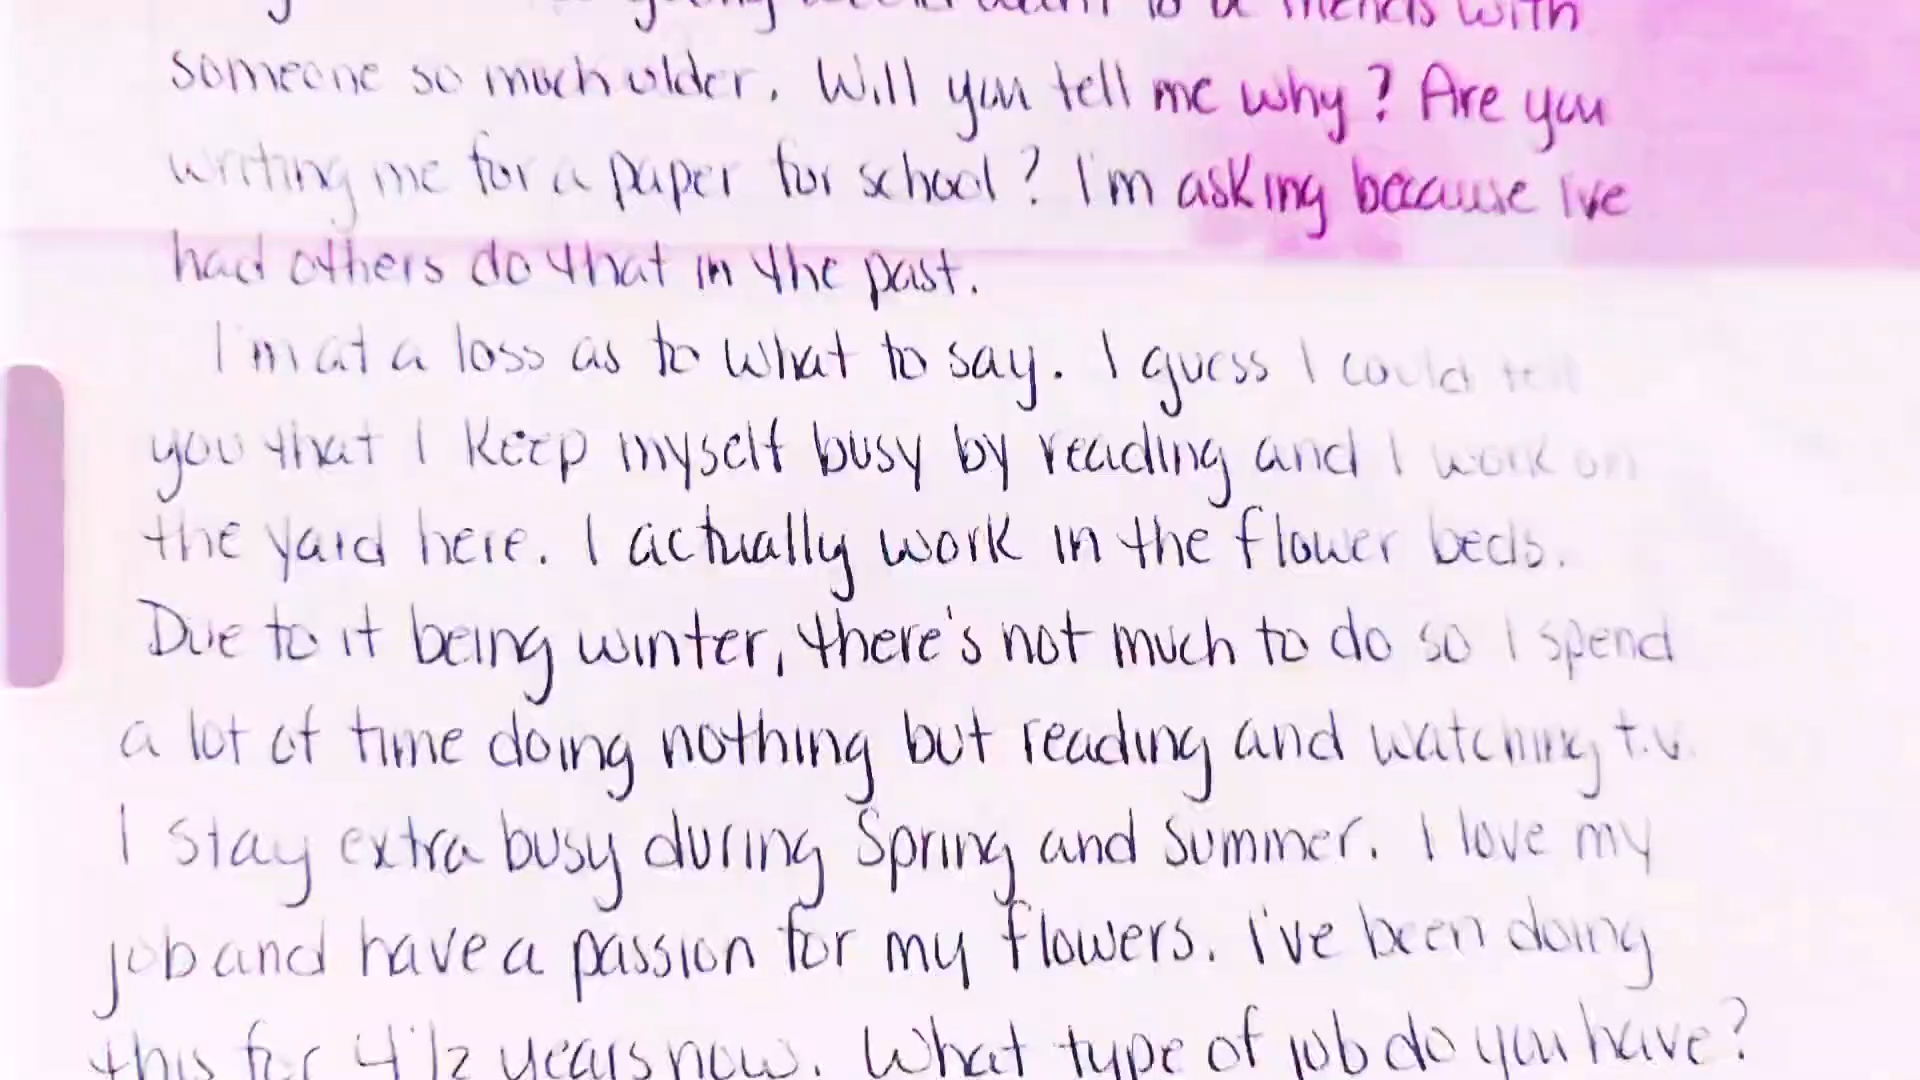 to be friends with
someone so much older. Will you tell me why? Are you
writing me for a paper for school? I'm asking because ive
had others do that in the past.
I'm at a loss as to what to say. I guess I could tell
you that I keep myself busy by reading and I work on
the yard here. I actually work in the flower beds.
Due to it being winter, there's not much to do so I spend
a lot of time doing nothing but reading and watching t.v.
I stay extra busy during Spring and Summer. I love my
job and have a passion for my flowers. I've been doing
this for 4 1/2 years now. What type of job do you have?